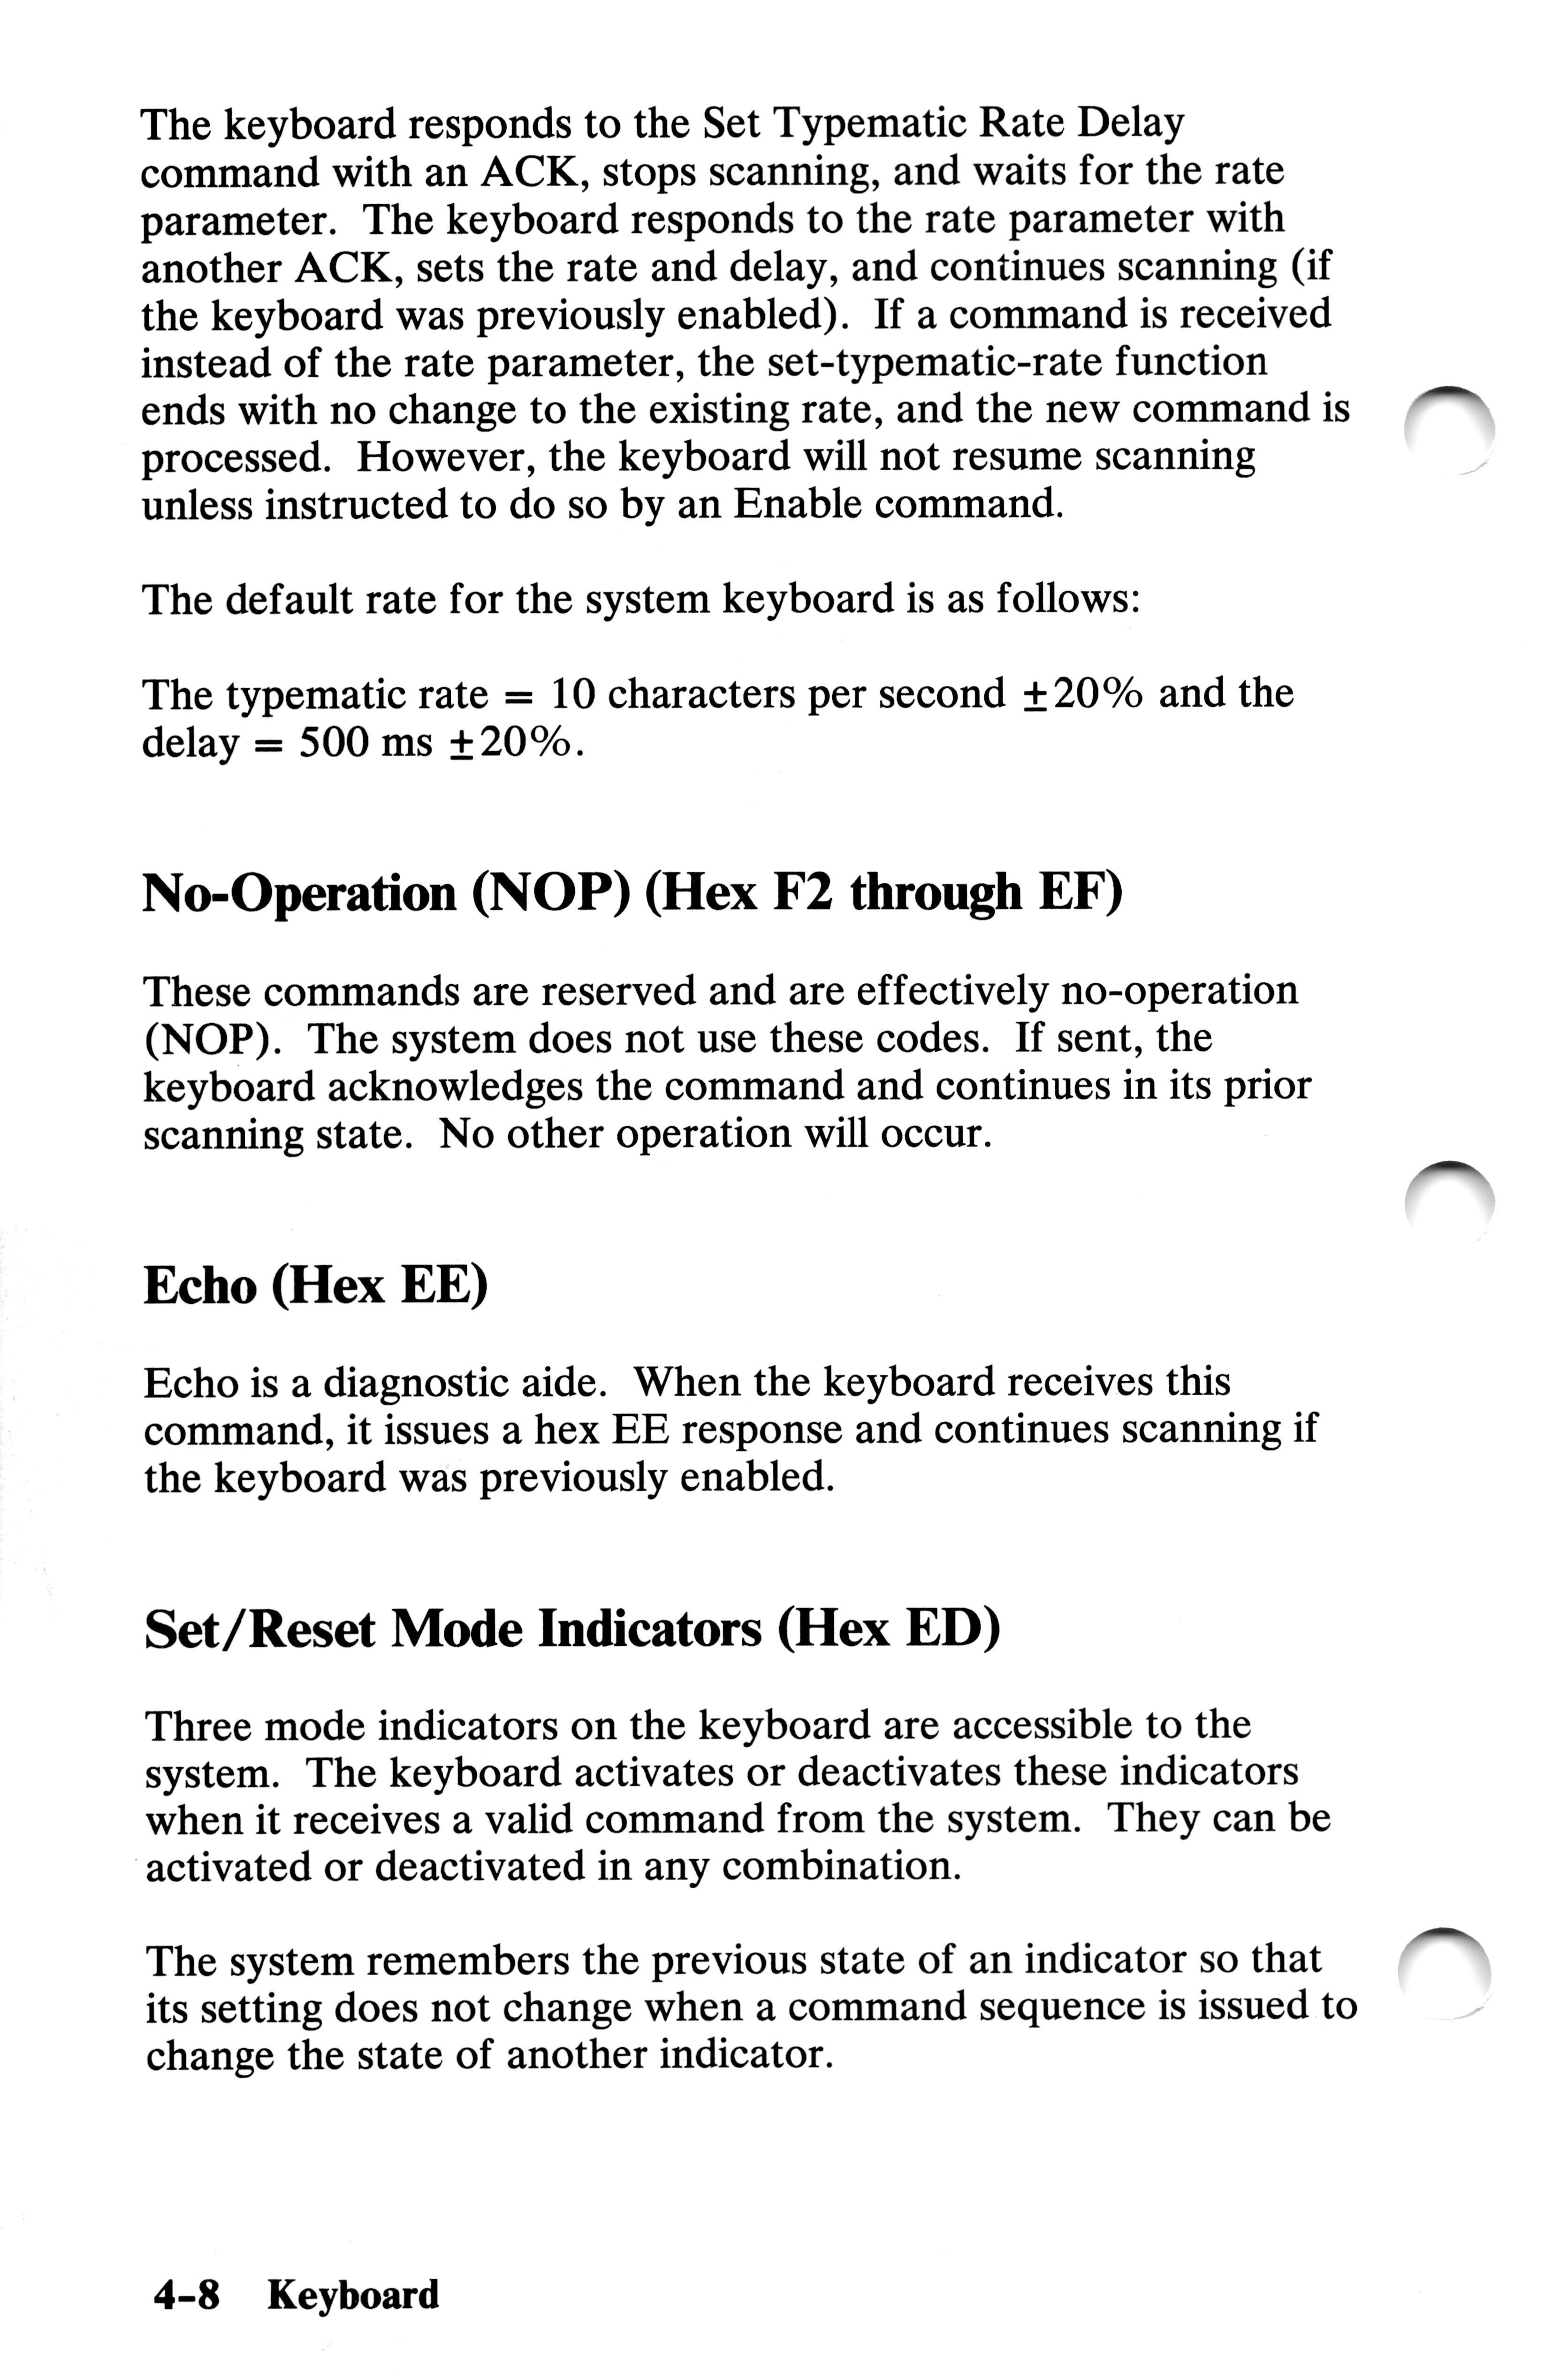 The keyboard responds to the Set Typematic Rate Delay
command with an ACK, stops scanning, and waits for the rate
parameter. The keyboard responds to the rate parameter with
another ACK, sets the rate and delay, and continues scanning (if
the keyboard was previously enabled). If a command is received
instead of the rate parameter, the set-typematic-rate function
ends with no change to the existing rate, and the new command is
processed. However, the keyboard will not resume scanning
unless instructed to do so by an Enable command.
The default rate for the system keyboard is as follows:
The typematic rate = 10 characters per second ±20% and the
delay = 500 ms ±20%.
No-Operation (NOP) (Hex F2 through EF)
These commands are reserved and are effectively no-operation
(NOP). The system does not use these codes. If sent, the
keyboard acknowledges the command and continues in its prior
scanning state. No other operation will occur.
Echo (Hex EE)
Echo is a diagnostic aide. When the keyboard receives this
command, it issues a hex EE response and continues scanning if
the keyboard was previously enabled.
Set/Reset Mode Indicators (Hex ED)
Three mode indicators on the keyboard are accessible to the
system. The keyboard activates or deactivates these indicators
when it receives a valid command from the system. They can be
activated or deactivated in any combination.
The system remembers the previous state of an indicator so that
its setting does not change when a command sequence is issued to
change the state of another indicator.
4-8 Keyboard